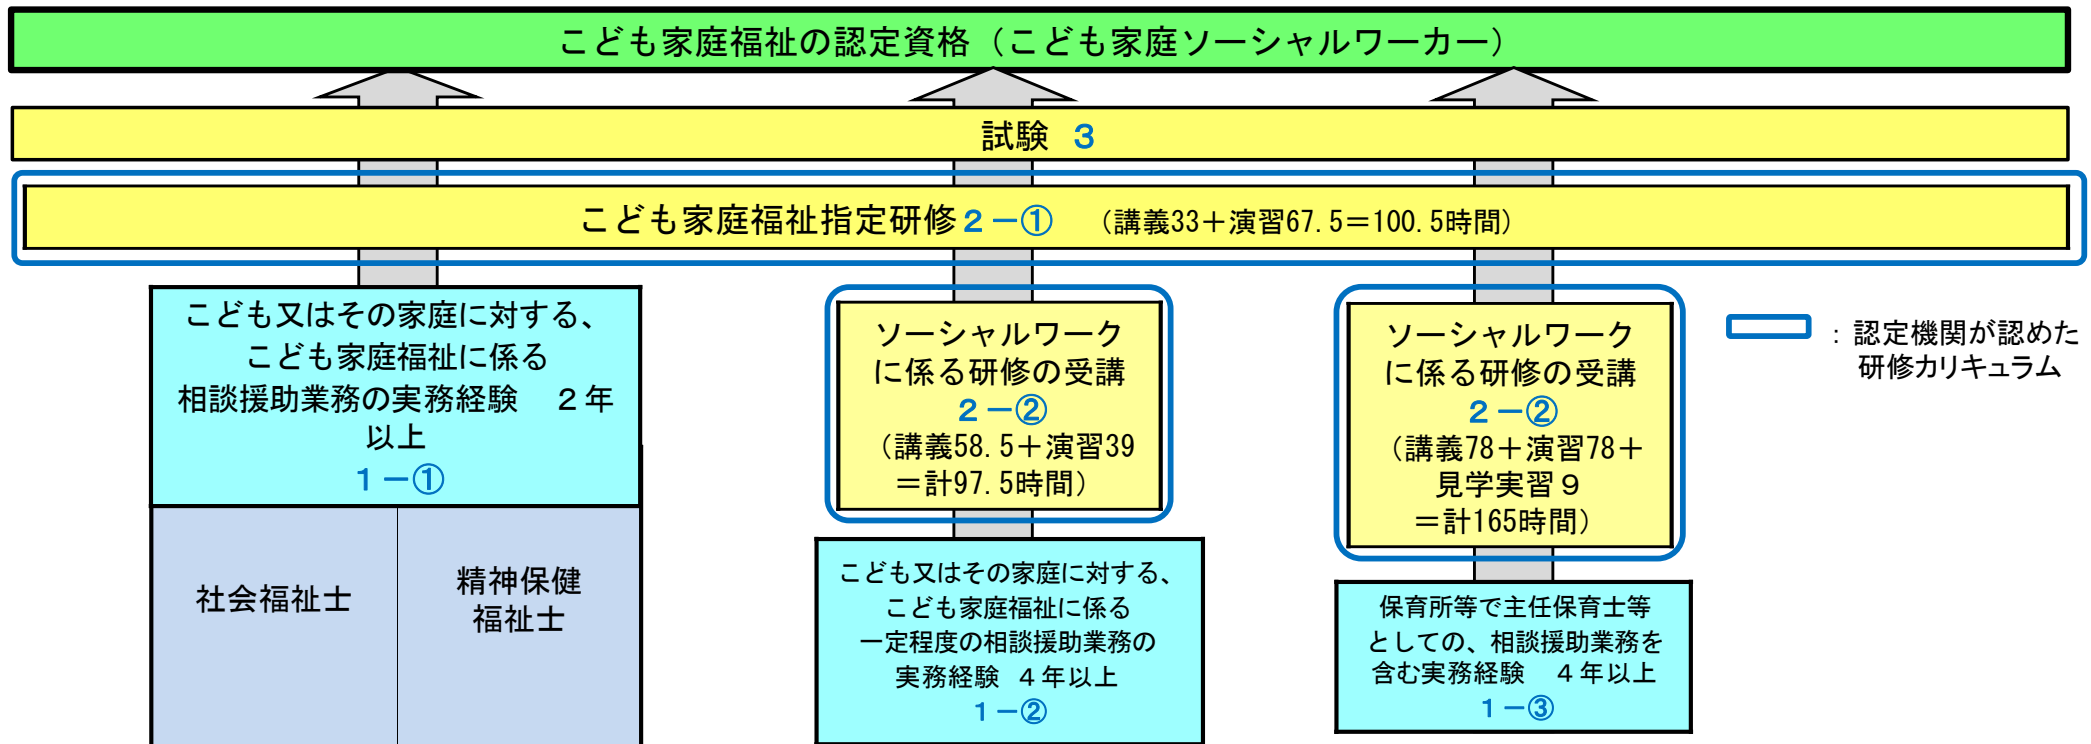 こども家庭福祉の認定資格（こども家庭ソーシャルワーカー）
試験 ３
こども家庭福祉指定研修２－① （講義33＋演習67.5＝100.5時間）
こども又はその家庭に対する、
こども家庭福祉に係る
相談援助業務の実務経験　２年
以上
１－①
社会福祉士
精神保健
福祉士
ソーシャルワーク
に係る研修の受講
２－②
（講義58.5＋演習39
＝計97.5時間）
こども又はその家庭に対する、
こども家庭福祉に係る
一定程度の相談援助業務の
実務経験 ４年以上
１－②
ソーシャルワーク
に係る研修の受講
２－②
（講義78＋演習78＋
見学実習９
＝計165時間）
保育所等で主任保育士等
としての、相談援助業務を
含む実務経験　４年以上
１－③
：認定機関が認めた
研修カリキュラム